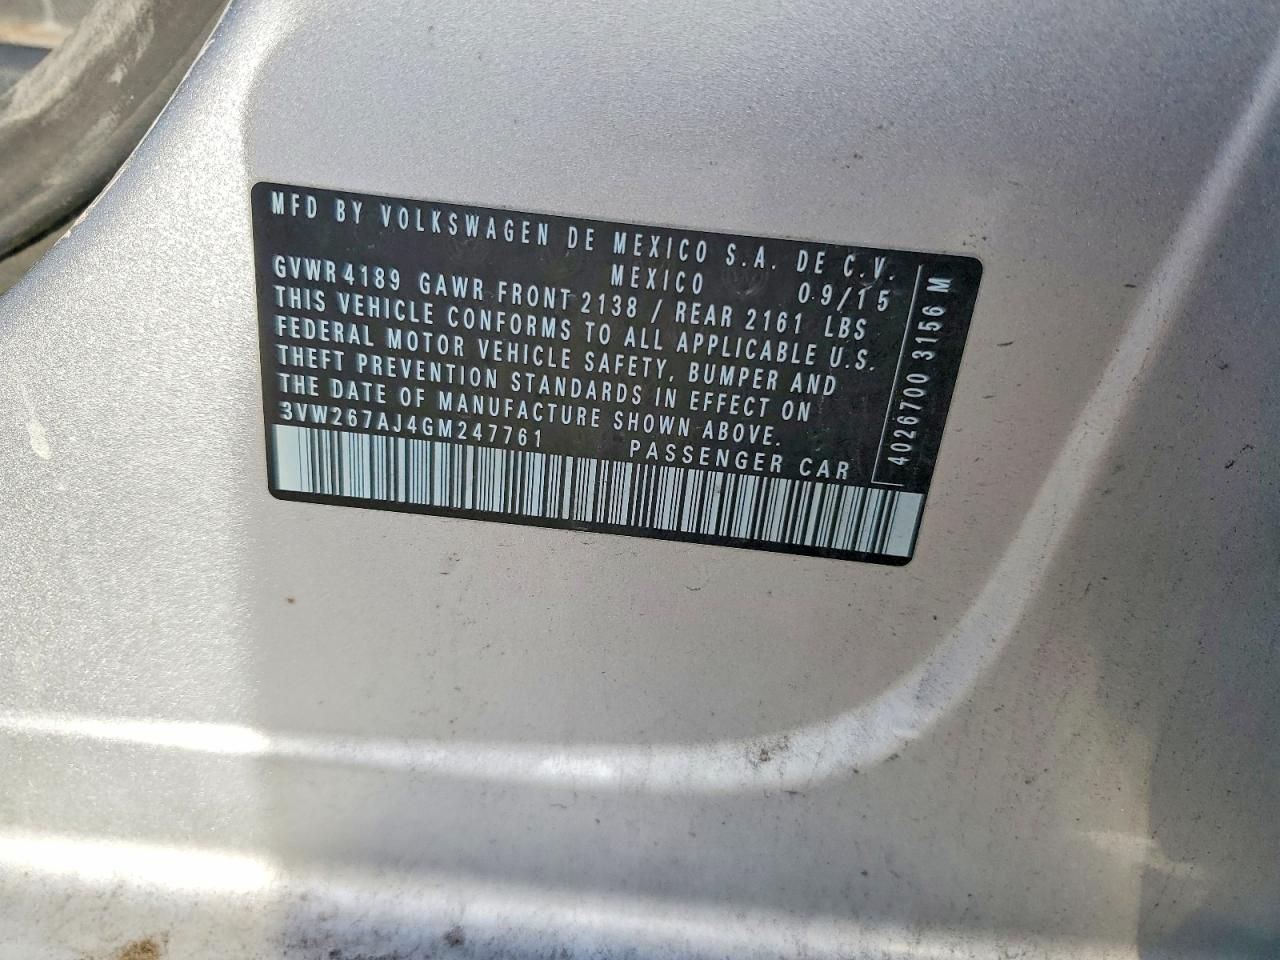 MFD BY VOLKSWAGEN DE MEXICO S.A. DE C.V.
MEXICO 09/15
GVWR 4189 GAWR FRONT 2138 / REAR 2161 LBS
THIS VEHICLE CONFORMS TO ALL APPLICABLE U.S.
FEDERAL MOTOR VEHICLE SAFETY, BUMPER AND
THEFT PREVENTION STANDARDS IN EFFECT ON
THE DATE OF MANUFACTURE SHOWN ABOVE.
3VW267AJ4GM247761 PASSENGER CAR
4026700 3156 M